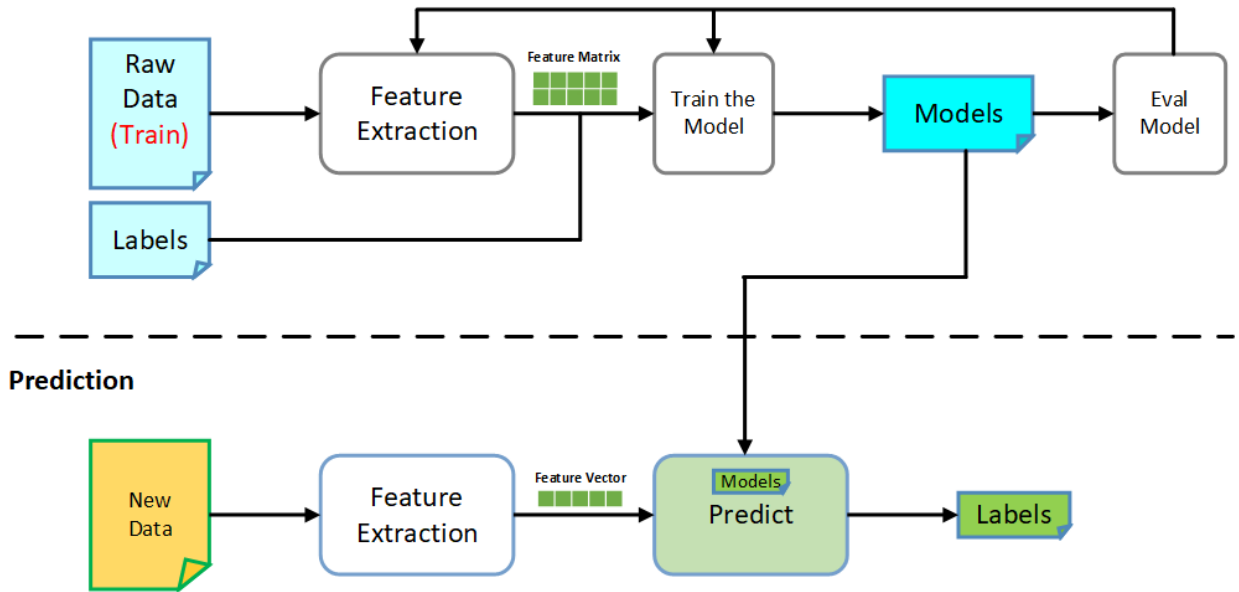 Raw
Data
(Train)
Feature
Extraction
Feature Matrix
Train the
Model
Models
Eval
Model
Labels
Prediction
New
Data
Feature
Extraction
Feature Vector
Models
Predict
Labels